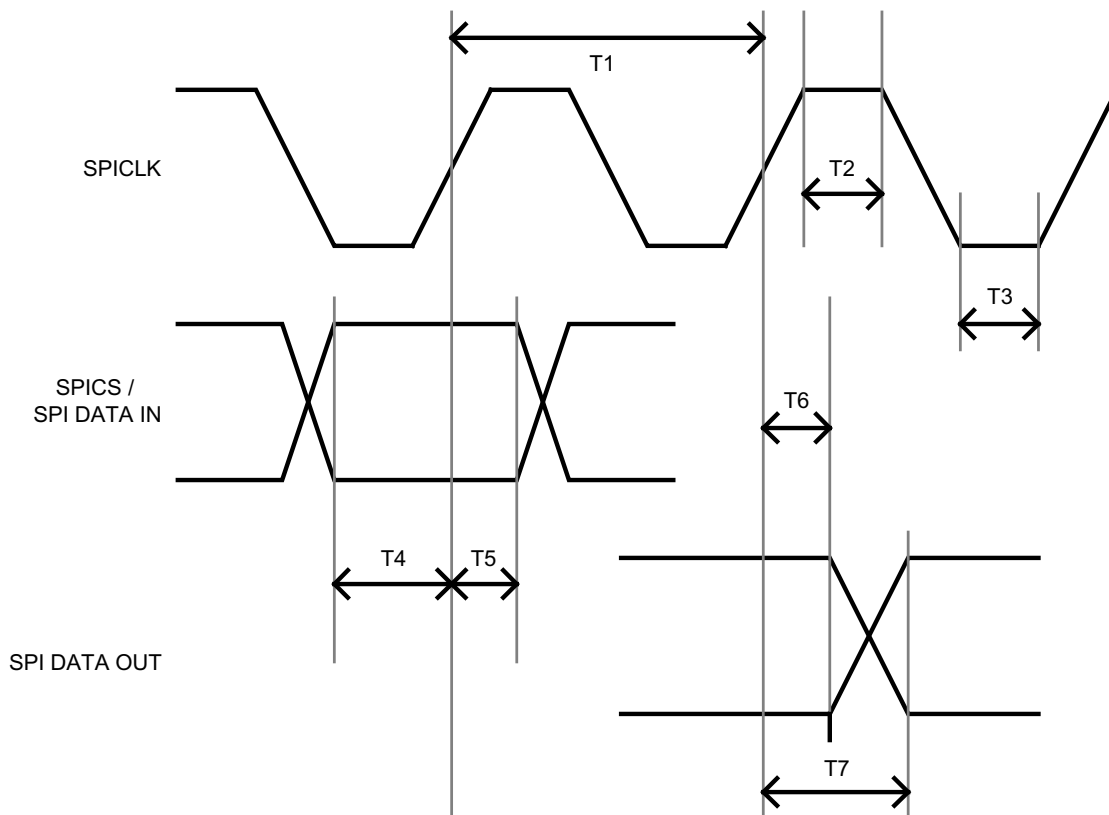 T1
SPICLK
T2
T3
SPICS /
SPI DATA IN
T6
T4
T5
SPI DATA OUT
T7